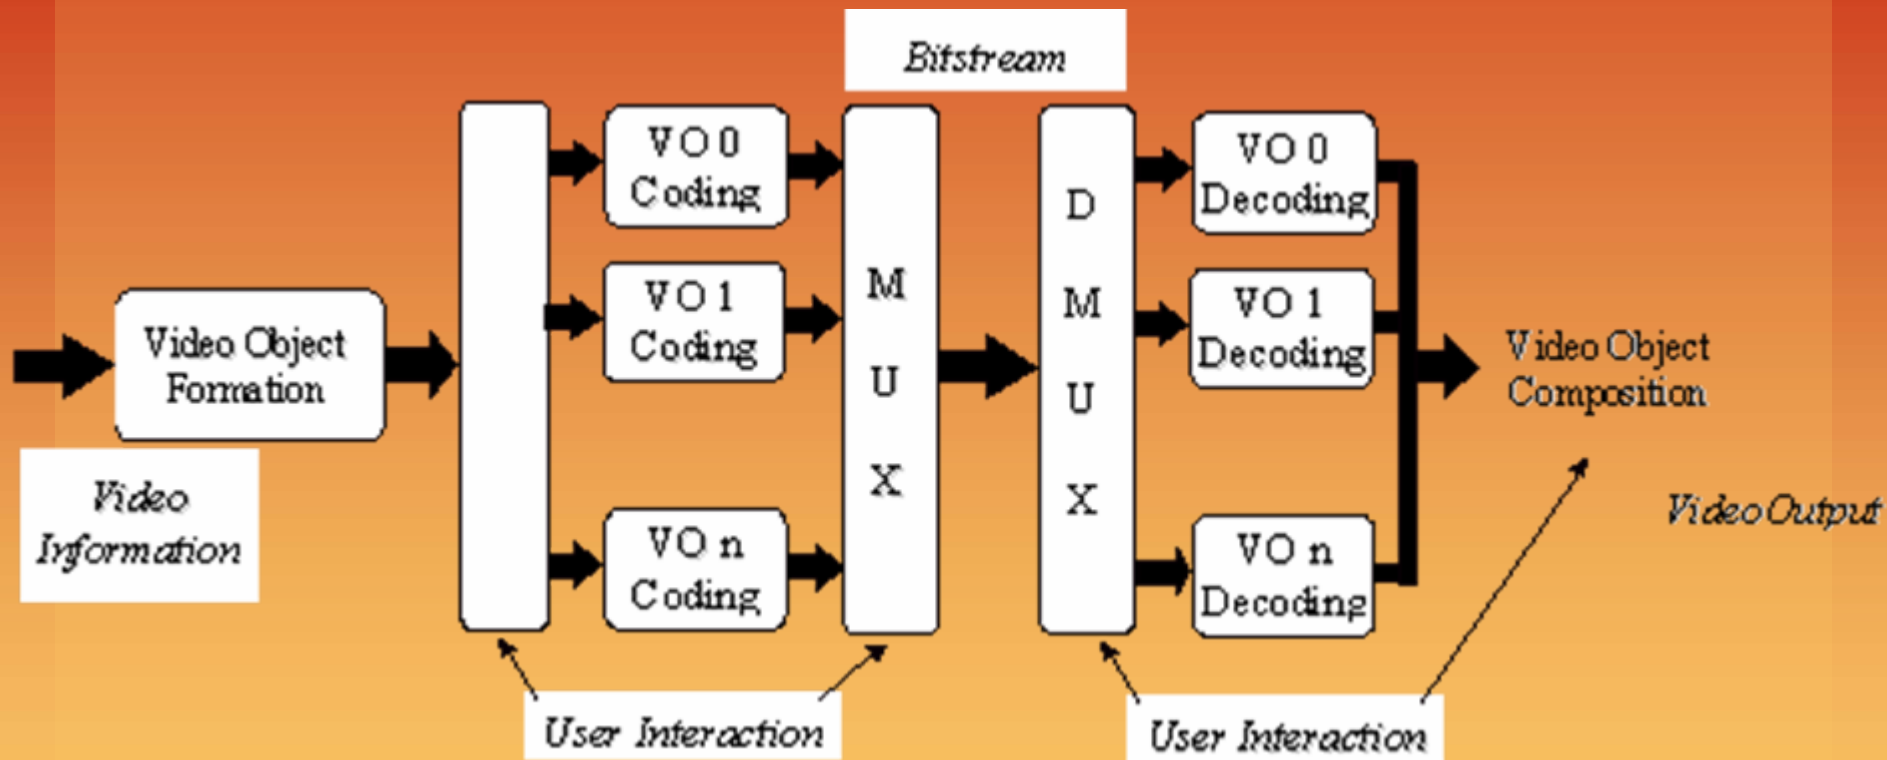 Bitstream
VO 0
Coding
VO 0
Decoding
D
M
U
X
M
U
X
VO 1
Coding
VO 1
Decoding
Video Object
Formation
Video Object
Composition
Video
Information
Video Output
VO n
Coding
VO n
Decoding
User Interaction
User Interaction